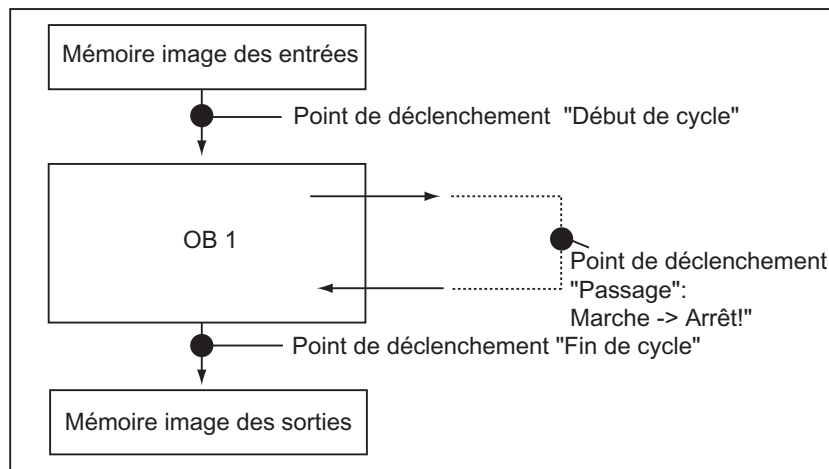 Mémoire image des entrées
Point de déclenchement "Début de cycle"
OB 1
Point de déclenchement
"Passage":
Marche -> Arrêt!"
Point de déclenchement "Fin de cycle"
Mémoire image des sorties